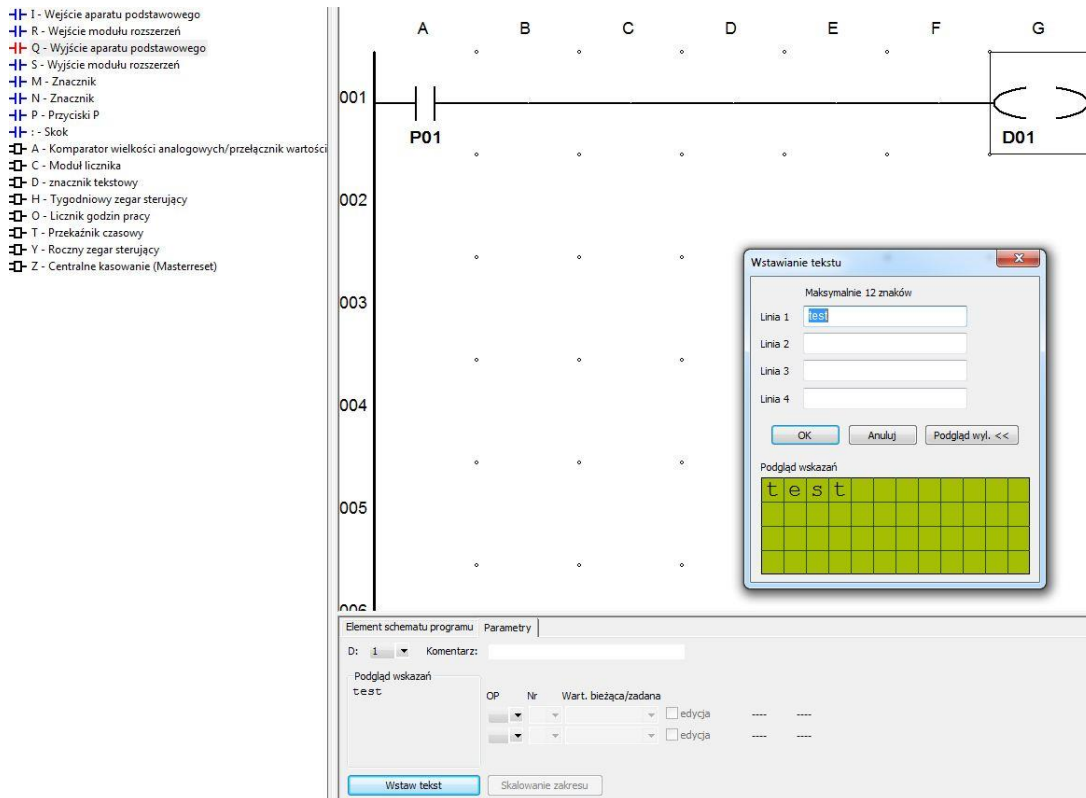 I - Wejście aparatu podstawowego
R - Wejście modułu rozszerzeń
Q - Wyjście aparatu podstawowego
S - Wyjście modułu rozszerzeń
M - Znacznik
N - Znacznik
P - Przyciski P
: - Skok
A - Komparator wielkości analogowych/przełącznik wartości
C - Moduł licznika
D - znacznik tekstowy
H - Tygodniowy zegar sterujący
O - Licznik godzin pracy
T - Przekaźnik czasowy
Y - Roczny zegar sterujący
Z - Centralne kasowanie (Masterreset)
A B C D E F G
001
P01 D01
002
003
004
005
006
Wstawianie tekstu
Maksymalnie 12 znaków
Linia 1 test
Linia 2
Linia 3
Linia 4
OK Anuluj Podgląd wył. <<
Podgląd wskazań
test
Element schematu programu Parametry
D: 1 Komentarz:
Podgląd wskazań
test
OP Nr Wart. bieżąca/zadana
edycja ---- ----
edycja ---- ----
Wstaw tekst Skalowanie zakresu